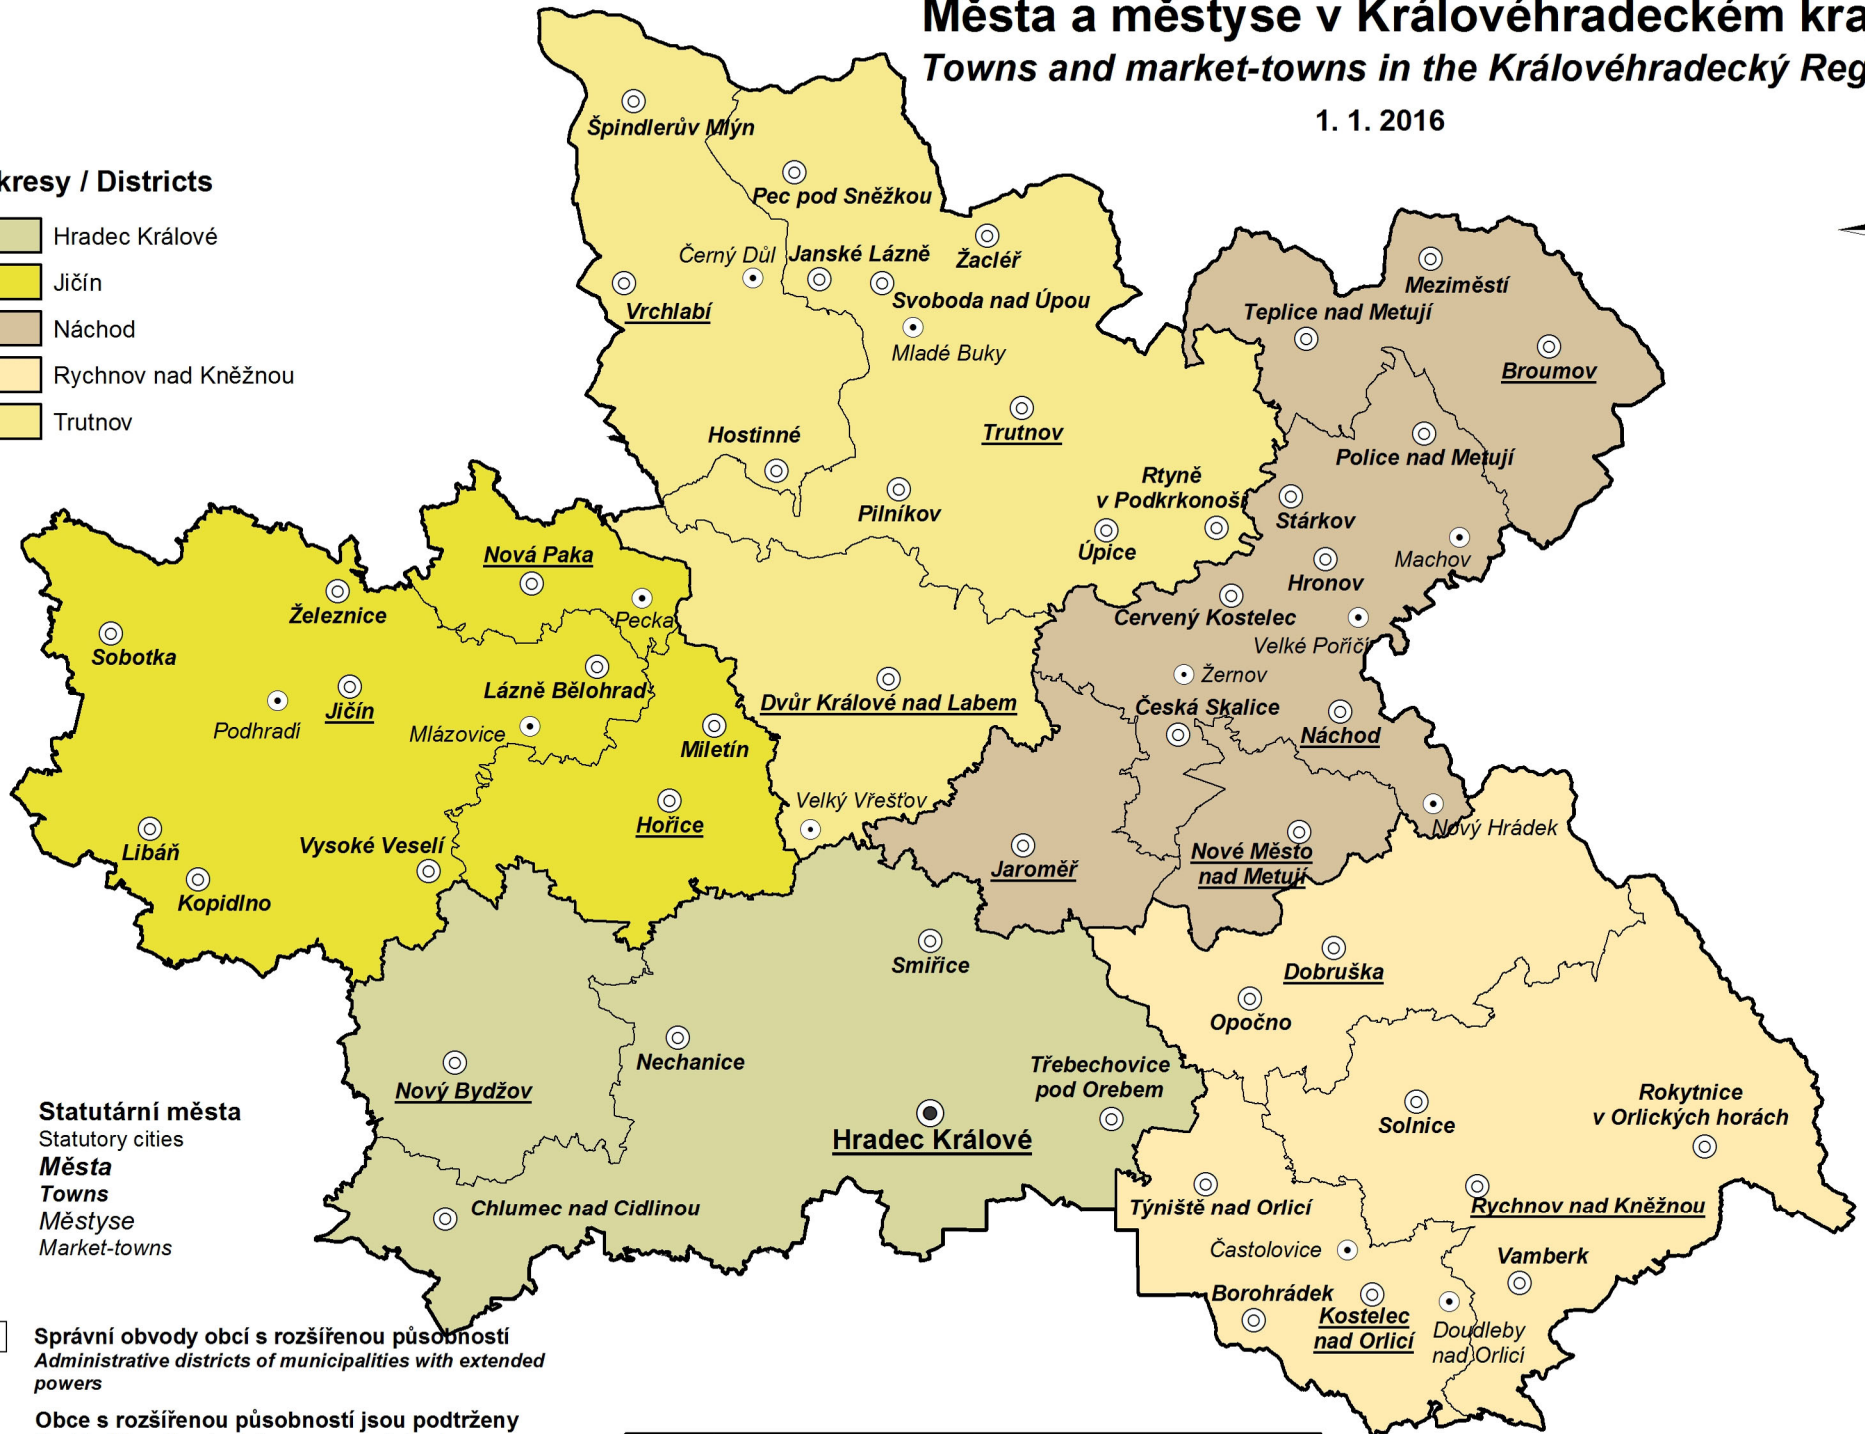 Města a městyse v Královéhradeckém kra
Towns and market-towns in the Královéhradecký Reg
1. 1. 2016
kresy / Districts
Hradec Králové
Jičín
Náchod
Rychnov nad Kněžnou
Trutnov
Špindlerův Mlýn
Pec pod Sněžkou
Černý Důl
Janské Lázně
Žacléř
Vrchlabí
Svoboda nad Úpou
Mladé Buky
Meziměstí
Teplice nad Metují
Broumov
Hostinné
Trutnov
Police nad Metují
Pilníkov
Rtyně
v Podkrkonoší
Stárkov
Úpice
Machov
Hronov
Nová Paka
Pecka
Železnice
Sobotka
Červený Kostelec
Velké Poříčí
Žernov
Lázně Bělohrad
Jičín
Podhradí
Mlázovice
Miletín
Dvůr Králové nad Labem
Česká Skalice
Náchod
Velký Vřešťov
Hořice
Nový Hrádek
Libáň
Vysoké Veselí
Kopidlno
Jaroměř
Nové Město
nad Metují
Smiřice
Dobruška
Opočno
Nechanice
Nový Bydžov
Třebechovice
pod Orebem
Hradec Králové
Solnice
Rokytnice
v Orlických horách
Chlumec nad Cidlinou
Týniště nad Orlicí
Rychnov nad Kněžnou
Častolovice
Vamberk
Borohrádek
Kostelec
nad Orlicí
Doudleby
nad Orlicí
Statutární města
Statutory cities
Města
Towns
Městyse
Market-towns
Správní obvody obcí s rozšířenou působností
Administrative districts of municipalities with extended
powers
Obce s rozšířenou působností jsou podtrženy